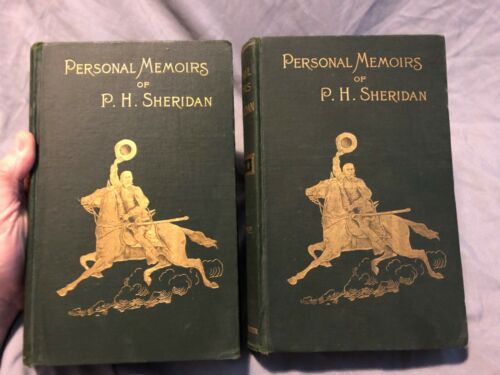 PERSONAL MEMOIRS
OF
P. H. SHERIDAN
PERSONAL MEMOIRS
OF
P. H. SHERIDAN